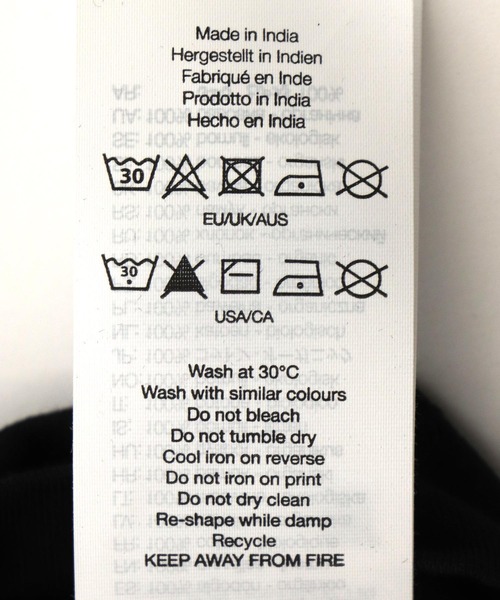 Made in India
Hergestellt in Indien
Fabriqué en Inde
Prodotto in India
Hecho en India
30
EU/UK/AUS
30
USA/CA
Wash at 30°C
Wash with similar colours
Do not bleach
Do not tumble dry
Cool iron on reverse
Do not iron on print
Do not dry clean
Re-shape while damp
Recycle
KEEP AWAY FROM FIRE